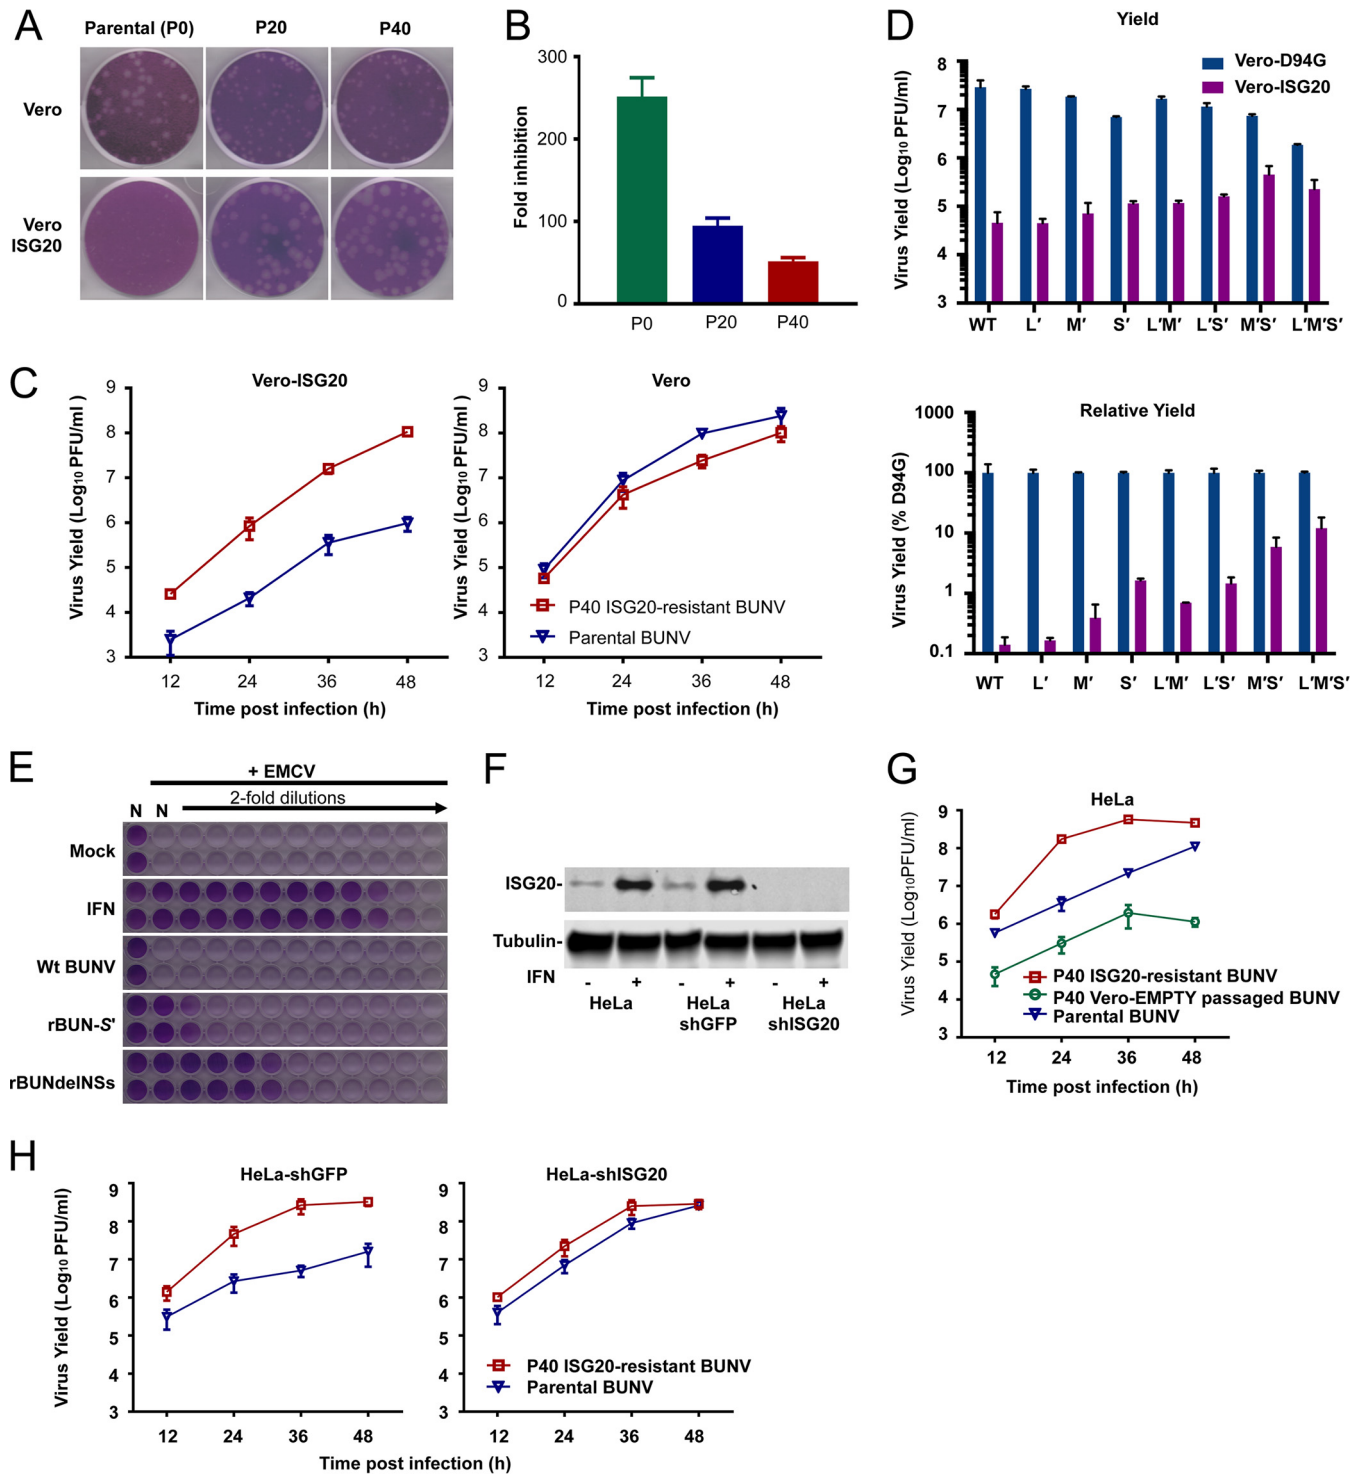 A
Parental (P0)
P20
P40
Vero
Vero
ISG20
B
Fold inhibition
300
200
100
0
P0
P20
P40
D
Yield
Vero-D94G
Vero-ISG20
Virus Yield (Log₁₀ PFU/ml)
8
7
6
5
4
3
WT L′ M′ S′ L′M′ L′S′ M′S′ L′M′S′
Relative Yield
Virus Yield (% D94G)
1000
100
10
1
0.1
WT L′ M′ S′ L′M′ L′S′ M′S′ L′M′S′
C
Vero-ISG20
Virus Yield (Log₁₀ PFU/ml)
9
8
7
6
5
4
3
12 24 36 48
Time post infection (h)
Vero
Virus Yield (Log₁₀ PFU/ml)
9
8
7
6
5
4
3
P40 ISG20-resistant BUNV
Parental BUNV
12 24 36 48
Time post infection (h)
E
+ EMCV
2-fold dilutions
N N
Mock
IFN
Wt BUNV
rBUN-S′
rBUNdelNSs
F
ISG20-
Tubulin-
IFN - + - + - +
HeLa
HeLa
shGFP
HeLa
shISG20
G
HeLa
Virus Yield (Log₁₀PFU/ml)
9
8
7
6
5
4
3
P40 ISG20-resistant BUNV
P40 Vero-EMPTY passaged BUNV
Parental BUNV
12 24 36 48
Time post infection (h)
H
HeLa-shGFP
Virus Yield (Log₁₀ PFU/ml)
9
8
7
6
5
4
3
12 24 36 48
HeLa-shISG20
9
8
7
6
5
4
3
P40 ISG20-resistant BUNV
Parental BUNV
12 24 36 48
Time post infection (h)